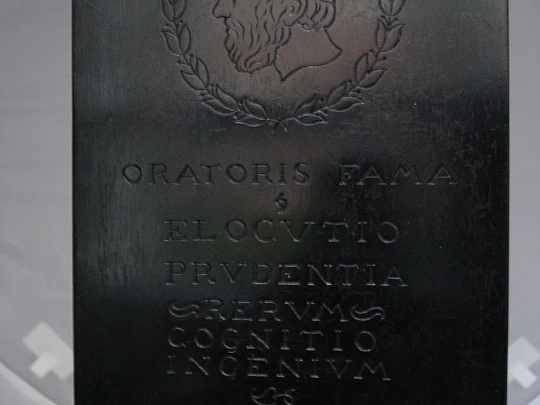 ORATORIS FAMA
ELOCVTIO
PRVDENTIA
RERVM
COGNITIO
INGENIVM